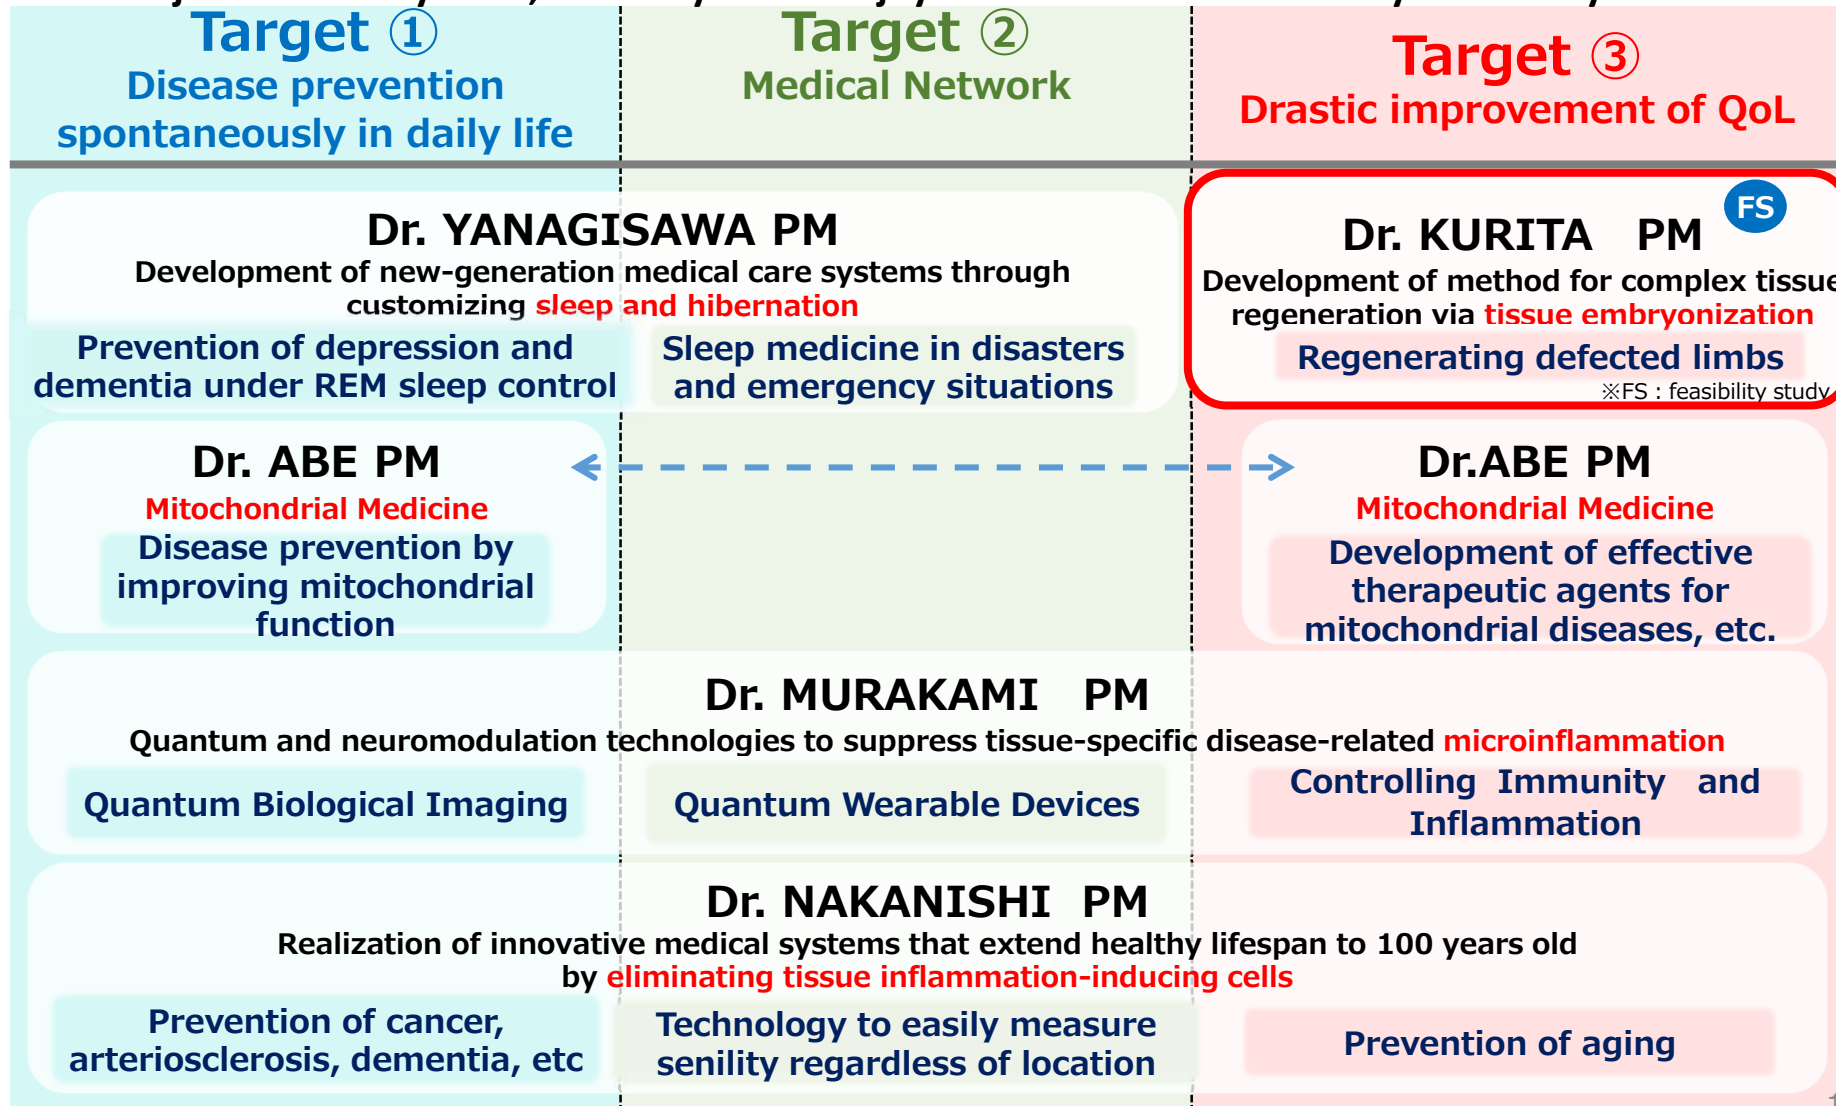 Target ①
Disease prevention
spontaneously in daily life
Target ②
Medical Network
Target ③
Drastic improvement of QoL
Dr. YANAGISAWA PM
Development of new-generation medical care systems through
customizing sleep and hibernation
Prevention of depression and
dementia under REM sleep control
Sleep medicine in disasters
and emergency situations
FS
Dr. KURITA PM
Development of method for complex tissue
regeneration via tissue embryonization
Regenerating defected limbs
※FS : feasibility study
Dr. ABE PM
Mitochondrial Medicine
Disease prevention by
improving mitochondrial
function
Dr.ABE PM
Mitochondrial Medicine
Development of effective
therapeutic agents for
mitochondrial diseases, etc.
Dr. MURAKAMI PM
Quantum and neuromodulation technologies to suppress tissue-specific disease-related microinflammation
Quantum Biological Imaging
Quantum Wearable Devices
Controlling Immunity and
Inflammation
Dr. NAKANISHI PM
Realization of innovative medical systems that extend healthy lifespan to 100 years old
by eliminating tissue inflammation-inducing cells
Prevention of cancer,
arteriosclerosis, dementia, etc
Technology to easily measure
senility regardless of location
Prevention of aging